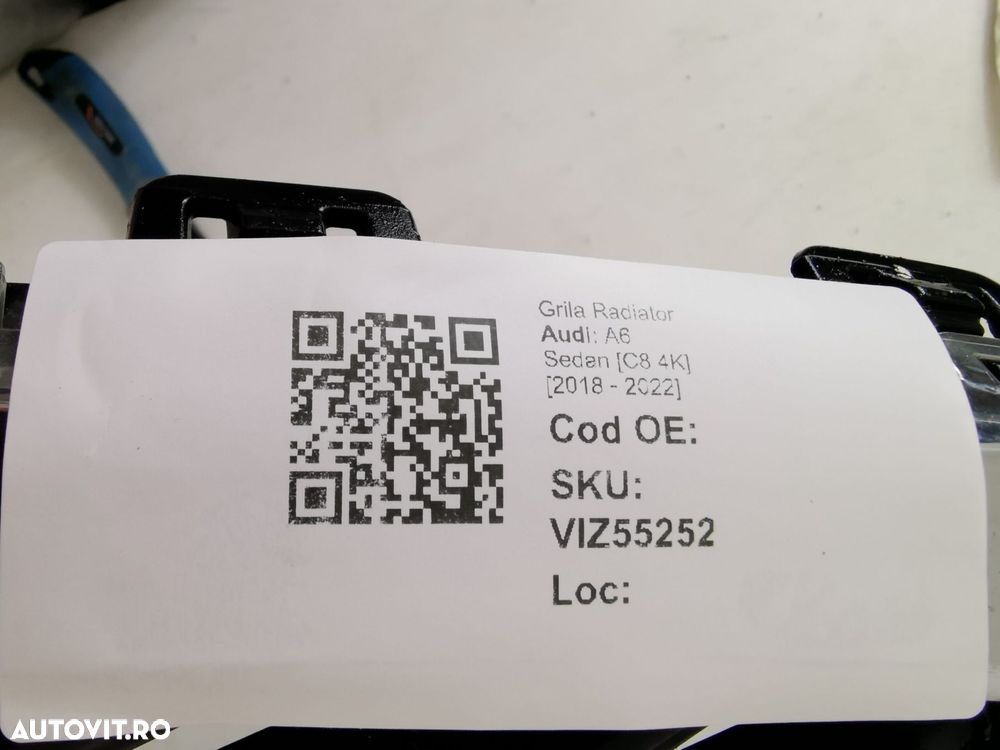 Grila Radiator
Audi: A6
Sedan [C8 4K]
[2018 - 2022]
Cod OE:
SKU:
VIZ55252
Loc:
AUTOVIT.RO